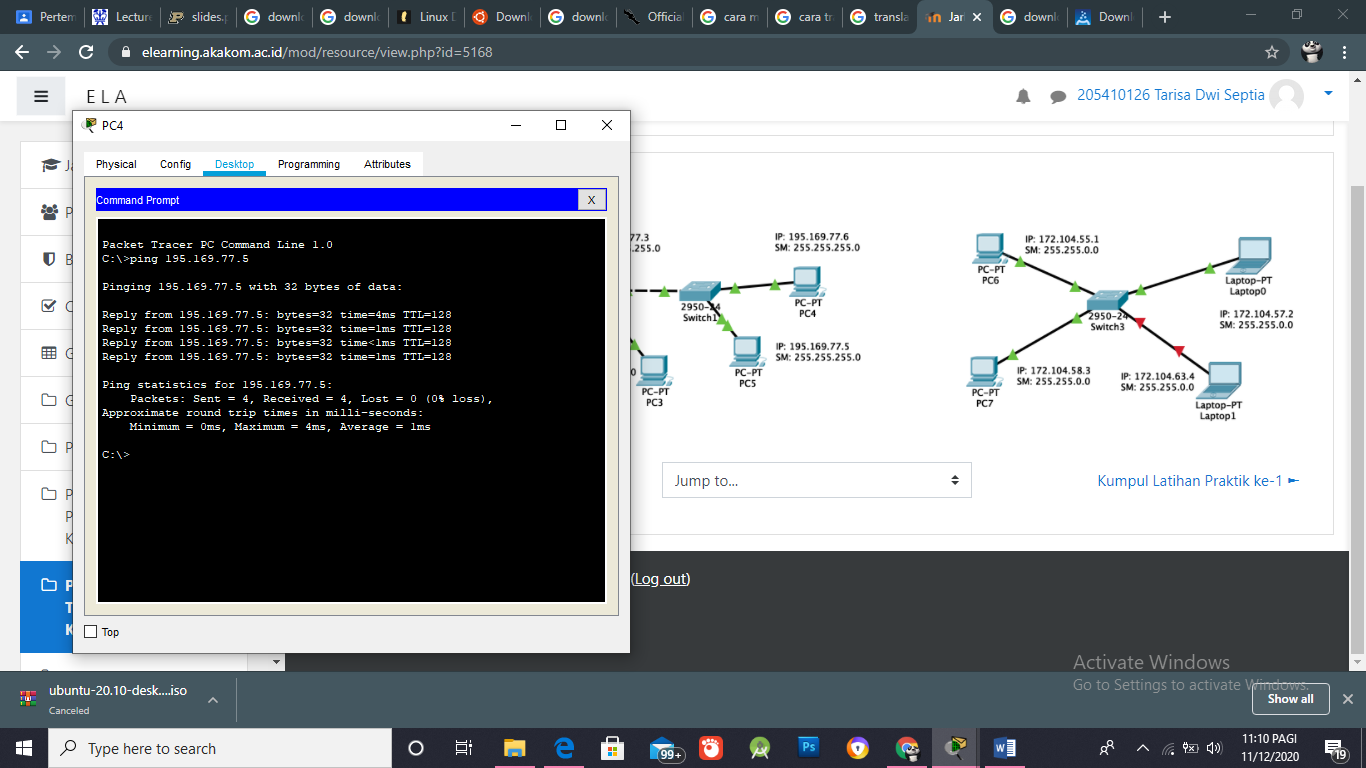 Pertem
Lecture
slides.p
downlo
downlo
Linux D
Downl
downlo
Official
cara m
cara tr
transla
Jar
downl
Downl
elearning.akakom.ac.id/mod/resource/view.php?id=5168
E L A
205410126 Tarisa Dwi Septia
PC4
Physical
Config
Desktop
Programming
Attributes
Command Prompt
X
Packet Tracer PC Command Line 1.0
C:\>ping 195.169.77.5
Pinging 195.169.77.5 with 32 bytes of data:
Reply from 195.169.77.5: bytes=32 time=4ms TTL=128
Reply from 195.169.77.5: bytes=32 time=1ms TTL=128
Reply from 195.169.77.5: bytes=32 time<1ms TTL=128
Reply from 195.169.77.5: bytes=32 time=1ms TTL=128
Ping statistics for 195.169.77.5:
Packets: Sent = 4, Received = 4, Lost = 0 (0% loss),
Approximate round trip times in milli-seconds:
Minimum = 0ms, Maximum = 4ms, Average = 1ms
C:\>
Top
77.3
.255.0
IP: 195.169.77.6
SM: 255.255.255.0
2950-24
Switch1
PC-PT
PC4
IP: 195.169.77.5
SM: 255.255.255.0
PC-PT
PC5
0
PC-PT
PC3
IP: 172.104.55.1
SM: 255.255.0.0
PC-PT
PC6
Laptop-PT
Laptop0
2950-24
Switch3
IP: 172.104.57.2
SM: 255.255.0.0
IP: 172.104.58.3
SM: 255.255.0.0
PC-PT
PC7
IP: 172.104.63.4
SM: 255.255.0.0
Laptop-PT
Laptop1
Jump to...
Kumpul Latihan Praktik ke-1 ►
(Log out)
Ja
P
B
C
G
G
P
P
P
K
P
T
K
Activate Windows
Go to Settings to activate Windows.
ubuntu-20.10-desk....iso
Canceled
Show all
Type here to search
99+
Ps
11:10 PAGI
11/12/2020
19